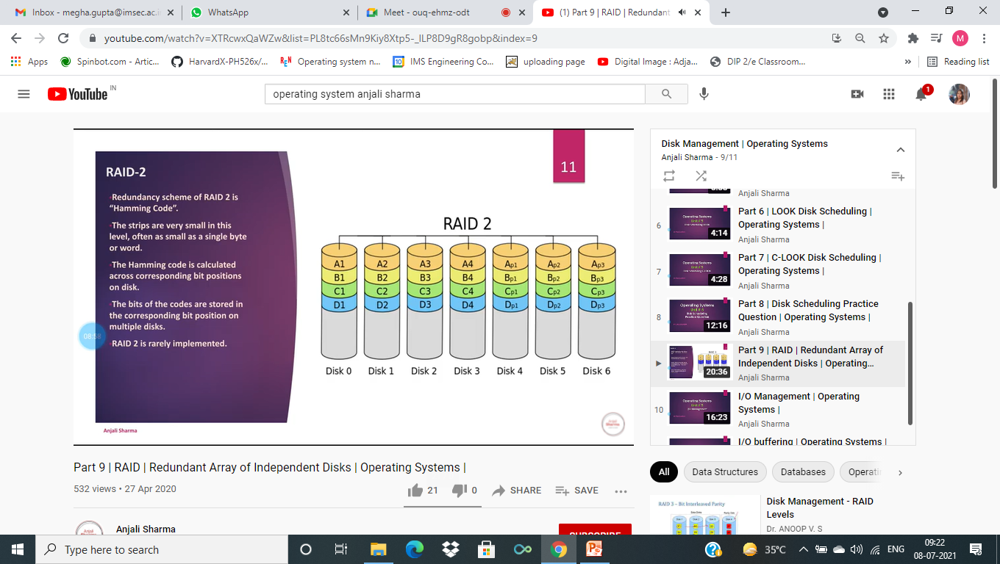 Inbox - megha.gupta@imsec.ac.i
WhatsApp
Meet - ouq-ehmz-odt
(1) Part 9 | RAID | Redundant
youtube.com/watch?v=XTRcwxQaWZw&list=PL8tc66sMn9Kiy8Xtp5-_ILP8D9gR8gobp&index=9
M
Apps
Spinbot.com - Artic...
HarvardX-PH526x/...
Operating system n...
IMS Engineering Co...
uploading page
Digital Image : Adja...
DIP 2/e Classroom...
»
Reading list
YouTube IN
operating system anjali sharma
1
RAID-2
Redundancy scheme of RAID 2 is
“Hamming Code”.
The strips are very small in this
level, often as small as a single byte
or word.
The Hamming code is calculated
across corresponding bit positions
on disk.
The bits of the codes are stored in
the corresponding bit position on
multiple disks.
RAID 2 is rarely implemented.
08:58
Anjali Sharma
11
RAID 2
A1 A2 A3 A4 Ap1 Ap2 Ap3
B1 B2 B3 B4 Bp1 Bp2 Bp3
C1 C2 C3 C4 Cp1 Cp2 Cp3
D1 D2 D3 D4 Dp1 Dp2 Dp3
Disk 0 Disk 1 Disk 2 Disk 3 Disk 4 Disk 5 Disk 6
Anjali
Sharma
Part 9 | RAID | Redundant Array of Independent Disks | Operating Systems |
532 views • 27 Apr 2020
21 0 SHARE SAVE
Anjali Sharma
SUBSCRIBE
Disk Management | Operating Systems
Anjali Sharma - 9/11
Anjali Sharma
6
4:14
Part 6 | LOOK Disk Scheduling |
Operating Systems |
Anjali Sharma
7
4:28
Part 7 | C-LOOK Disk Scheduling |
Operating Systems |
Anjali Sharma
8
12:16
Part 8 | Disk Scheduling Practice
Question | Operating Systems |
Anjali Sharma
20:36
Part 9 | RAID | Redundant Array of
Independent Disks | Operating...
Anjali Sharma
10
16:23
I/O Management | Operating
Systems |
Anjali Sharma
I/O buffering | Operating Systems |
All
Data Structures
Databases
Operati
RAID 3 – Bit Interleaved Parity
Disk Management - RAID
Levels
Dr. ANOOP V. S
Type here to search
35°C
ENG
09:22
08-07-2021